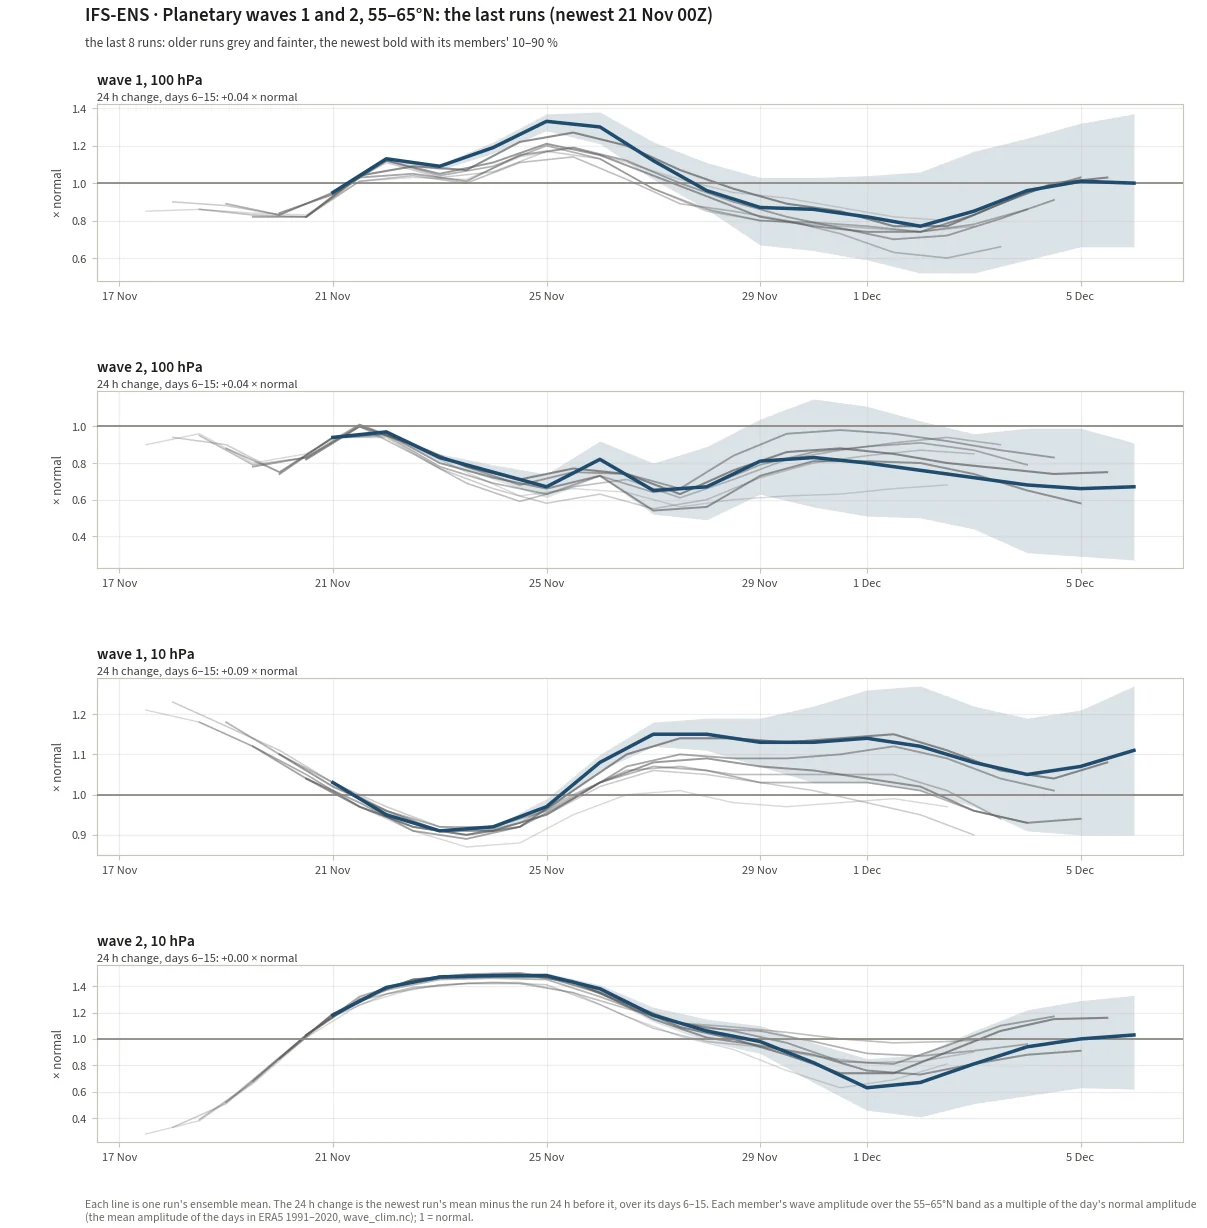 IFS-ENS · Planetary waves 1 and 2, 55–65°N: the last runs (newest 21 Nov 00Z)
the last 8 runs: older runs grey and fainter, the newest bold with its members' 10–90 %
wave 1, 100 hPa
24 h change, days 6–15: +0.04 × normal
1.4
1.2
1.0
0.8
0.6
× normal
17 Nov
21 Nov
25 Nov
29 Nov
1 Dec
5 Dec
wave 2, 100 hPa
24 h change, days 6–15: +0.04 × normal
1.0
0.8
0.6
0.4
× normal
17 Nov
21 Nov
25 Nov
29 Nov
1 Dec
5 Dec
wave 1, 10 hPa
24 h change, days 6–15: +0.09 × normal
1.2
1.1
1.0
0.9
× normal
17 Nov
21 Nov
25 Nov
29 Nov
1 Dec
5 Dec
wave 2, 10 hPa
24 h change, days 6–15: +0.00 × normal
1.4
1.2
1.0
0.8
0.6
0.4
× normal
17 Nov
21 Nov
25 Nov
29 Nov
1 Dec
5 Dec
Each line is one run's ensemble mean. The 24 h change is the newest run's mean minus the run 24 h before it, over its days 6–15. Each member's wave amplitude over the 55–65°N band as a multiple of the day's normal amplitude
(the mean amplitude of the days in ERA5 1991–2020, wave_clim.nc); 1 = normal.